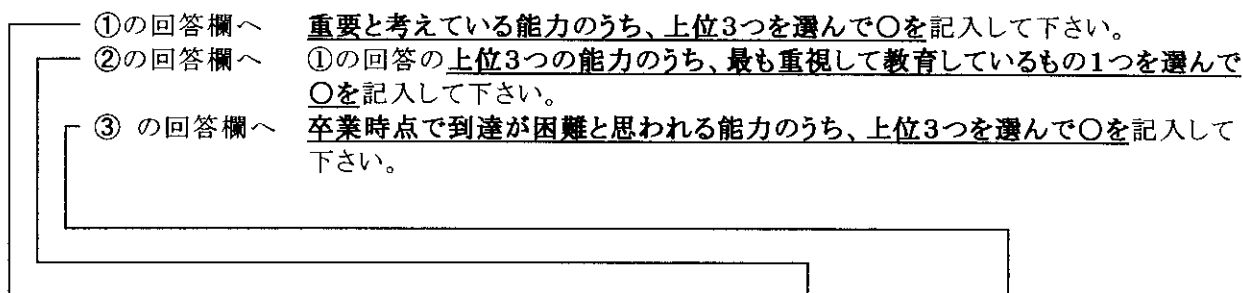 ①の回答欄へ 重要と考えている能力のうち、上位3つを選んで○を記入して下さい。
②の回答欄へ ①の回答の上位3つの能力のうち、最も重視して教育しているもの1つを選んで
○を記入して下さい。
③ の回答欄へ 卒業時点で到達が困難と思われる能力のうち、上位3つを選んで○を記入して
下さい。